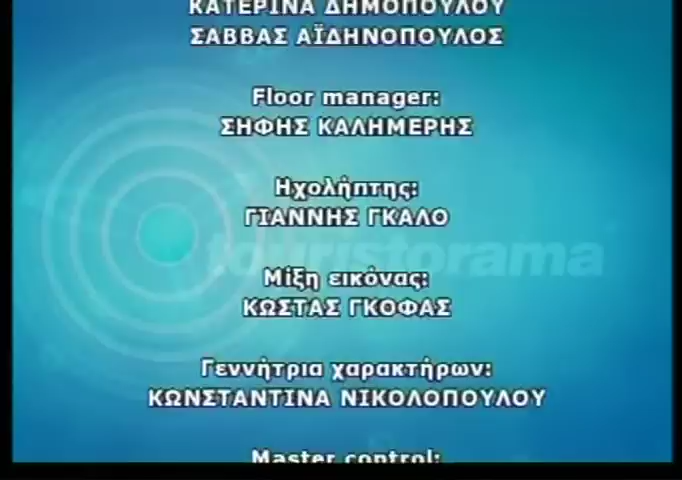 ΚΑΤΕΡΙΝΑ ΔΗΜΟΠΟΥΛΟΥ
ΣΑΒΒΑΣ ΑΪΔΗΝΟΠΟΥΛΟΣ
Floor manager:
ΣΗΦΗΣ ΚΑΛΗΜΕΡΗΣ
Ηχολήπτης:
ΓΙΑΝΝΗΣ ΓΚΑΛΟ
touristorama
Μίξη εικόνας:
ΚΩΣΤΑΣ ΓΚΟΦΑΣ
Γεννήτρια χαρακτήρων:
ΚΩΝΣΤΑΝΤΙΝΑ ΝΙΚΟΛΟΠΟΥΛΟΥ
Master control: